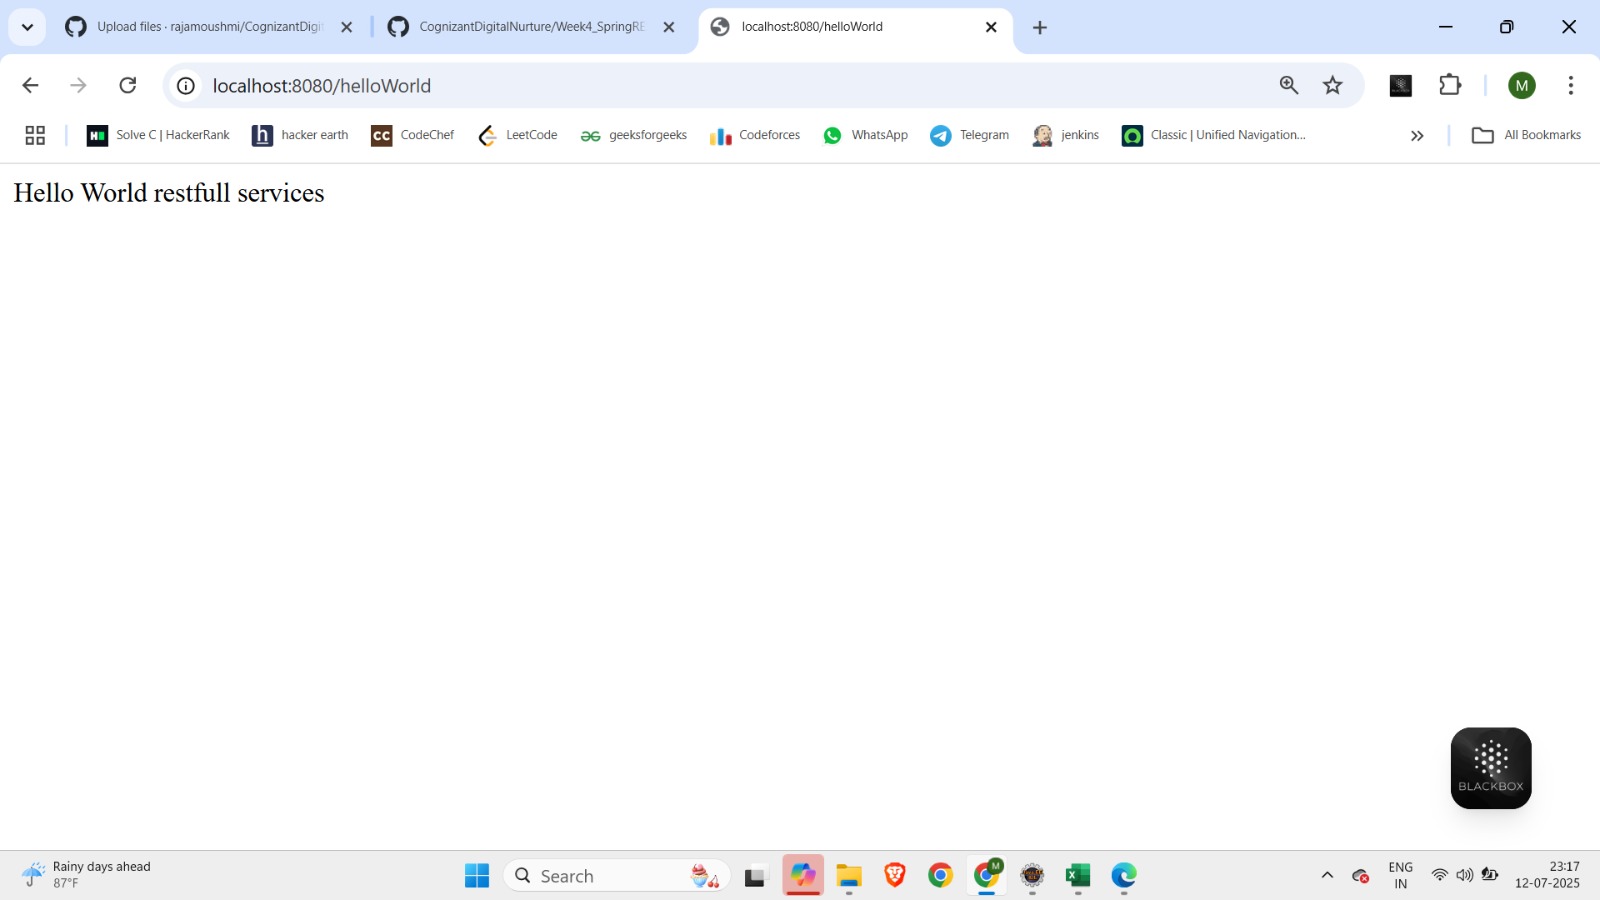 Upload files · rajamoushmi/CognizantDigit
CognizantDigitalNurture/Week4_SpringRE
localhost:8080/helloWorld
localhost:8080/helloWorld
M
Solve C | HackerRank
hacker earth
CodeChef
LeetCode
geeksforgeeks
Codeforces
WhatsApp
Telegram
jenkins
Classic | Unified Navigation...
All Bookmarks
Hello World restfull services
BLACKBOX
Rainy days ahead
87°F
Search
ENG
IN
23:17
12-07-2025